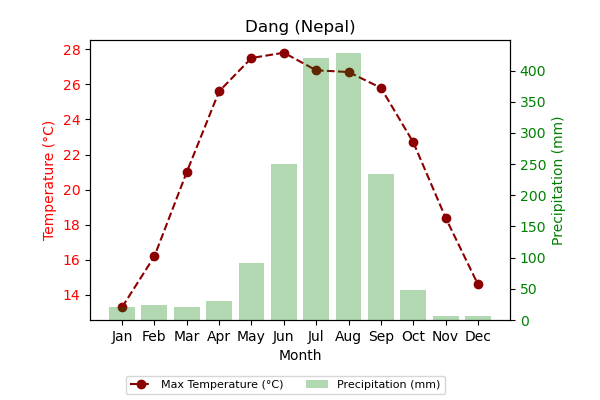 Dang (Nepal)
28
26
24
22
20
18
16
14
Temperature (°C)
400
350
300
250
200
150
100
50
0
Precipitation (mm)
Jan Feb Mar Apr May Jun Jul Aug Sep Oct Nov Dec
Month
Max Temperature (°C) Precipitation (mm)